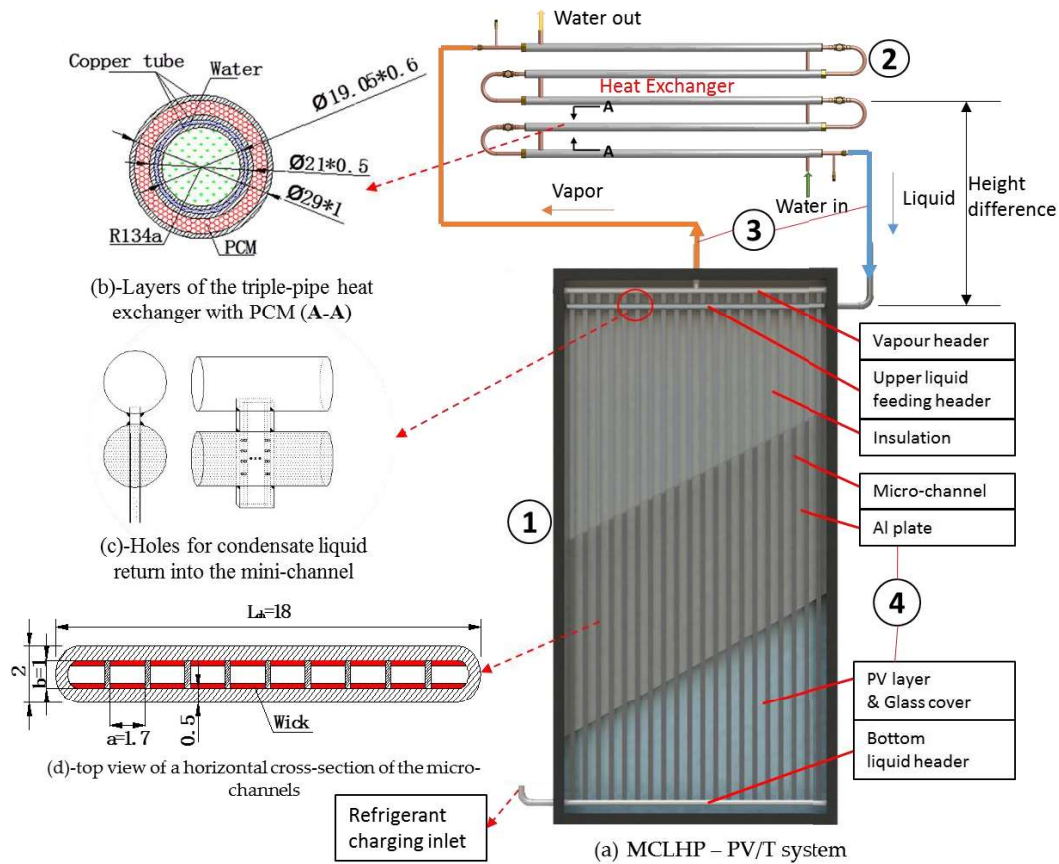 Water out
2
Copper tube
Water
Ø19.05*0.6
Ø21*0.5
Ø29*1
R134a
PCM
(b)-Layers of the triple-pipe heat
exchanger with PCM (A-A)
Heat Exchanger
A
A
Vapor
3
Water in
Liquid
Height
difference
Vapour header
Upper liquid
feeding header
Insulation
Micro-channel
Al plate
4
PV layer
& Glass cover
Bottom
liquid header
(c)-Holes for condensate liquid
return into the mini-channel
1
Lch=18
2
b=1
a=1.7
0.5
Wick
(d)-top view of a horizontal cross-section of the micro-
channels
Refrigerant
charging inlet
(a) MCLHP – PV/T system